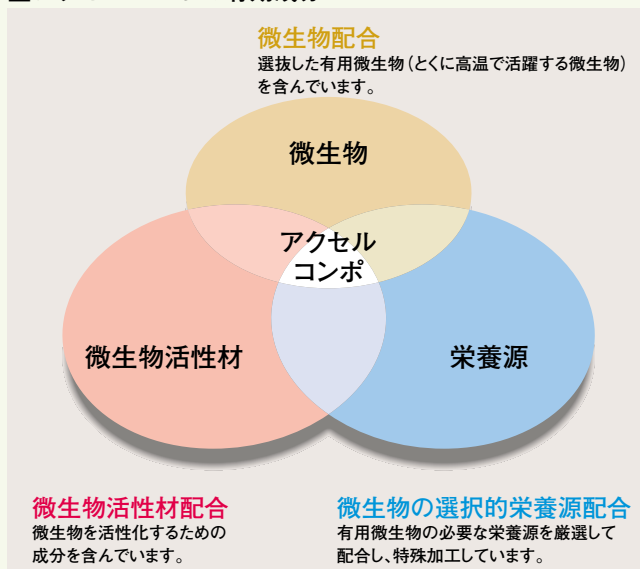 微生物配合
選抜した有用微生物（とくに高温で活躍する微生物）
を含んでいます。
微生物
アクセル
コンポ
微生物活性材
栄養源
微生物活性材配合
微生物を活性化するための
成分を含んでいます。
微生物の選択的栄養源配合
有用微生物の必要な栄養源を厳選して
配合し、特殊加工しています。